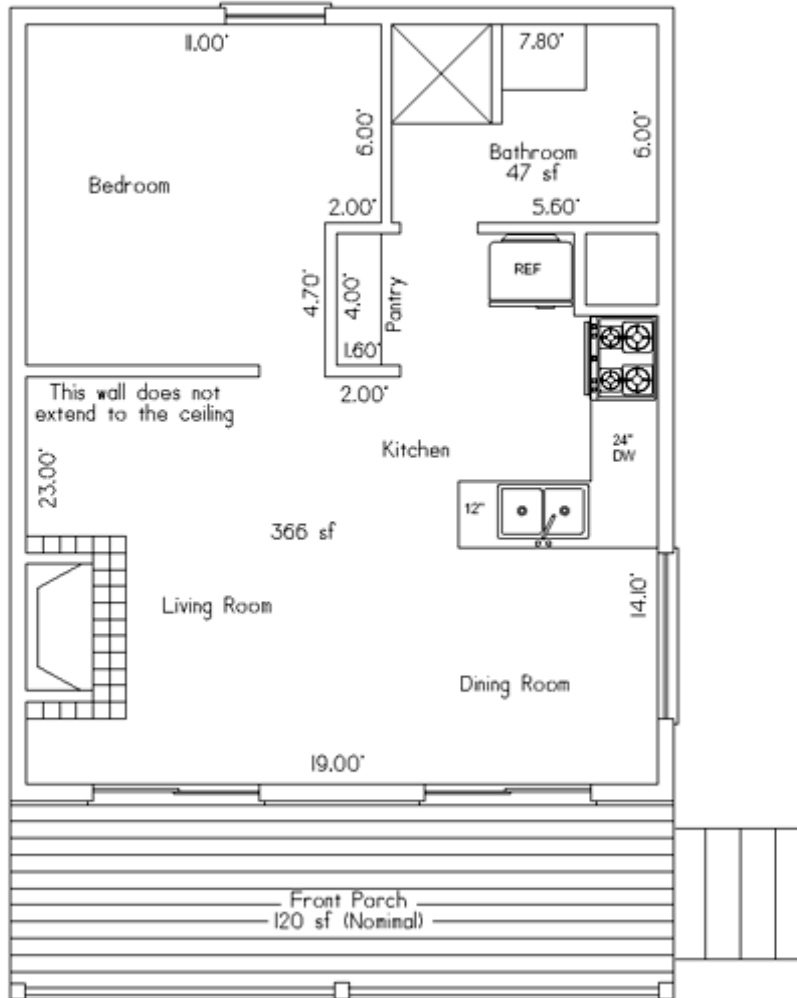 11.00'
7.80'
6.00'
6.00'
Bathroom
47 sf
Bedroom
2.00'
5.60'
REF
4.70'
4.00'
Pantry
1.60'
2.00'
This wall does not
extend to the ceiling
Kitchen
24"
DW
23.00'
12"
366 sf
14.10'
Living Room
Dining Room
19.00'
Front Porch
120 sf (Nominal)